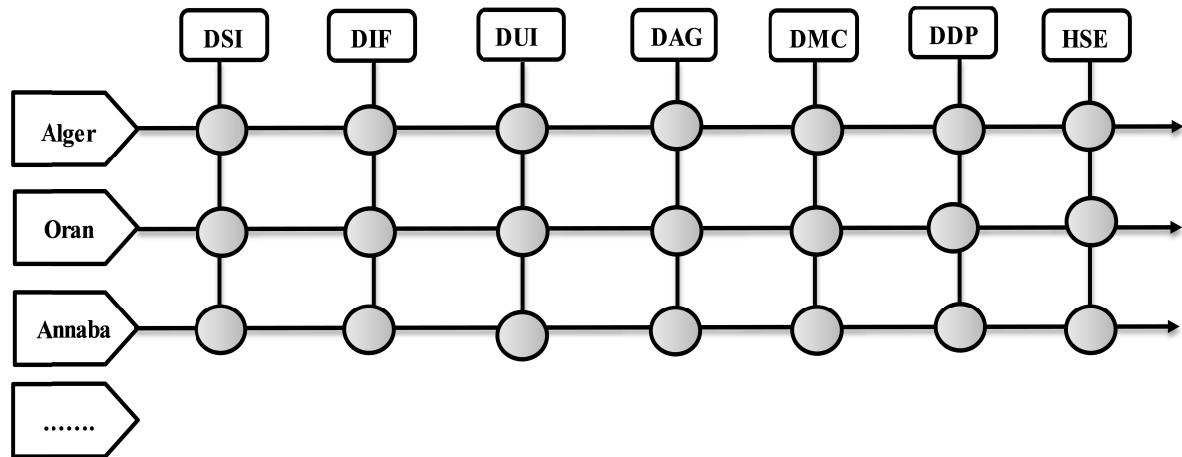 DSI DIF DUI DAG DMC DDP HSE
Alger
Oran
Annaba
.......